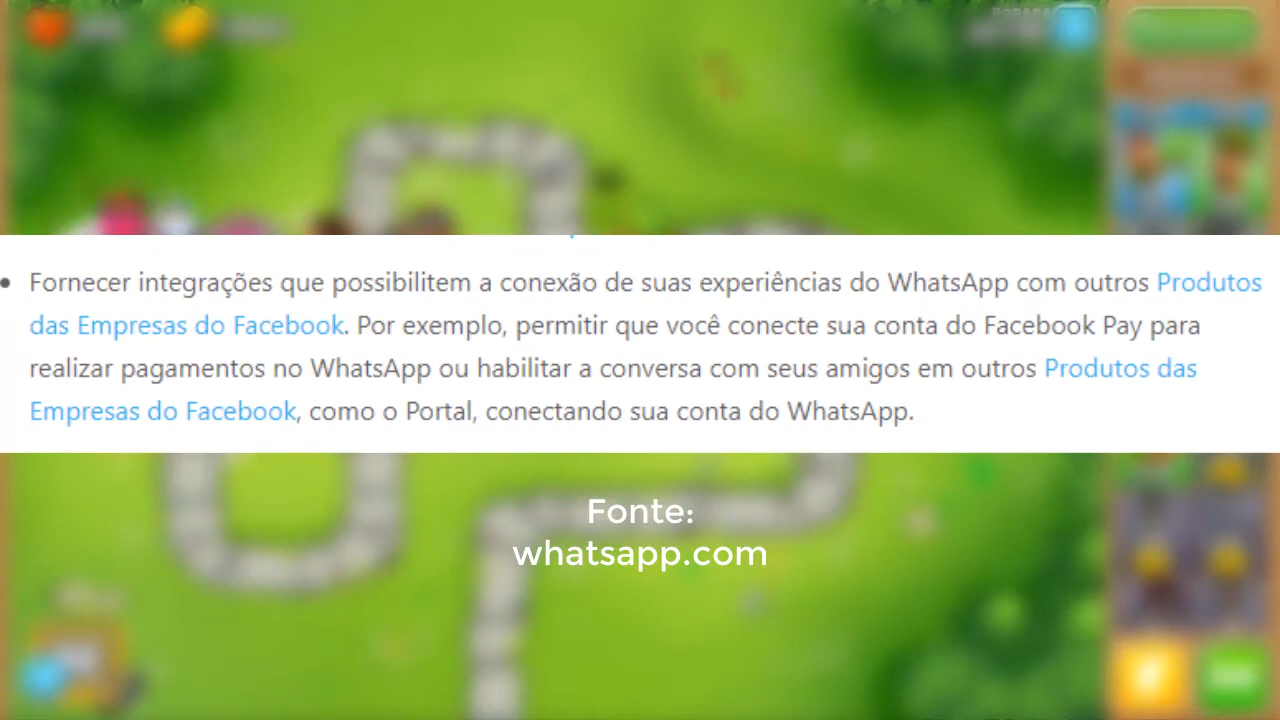 • Fornecer integrações que possibilitem a conexão de suas experiências do WhatsApp com outros Produtos
das Empresas do Facebook. Por exemplo, permitir que você conecte sua conta do Facebook Pay para
realizar pagamentos no WhatsApp ou habilitar a conversa com seus amigos em outros Produtos das
Empresas do Facebook, como o Portal, conectando sua conta do WhatsApp.
Fonte:
whatsapp.com